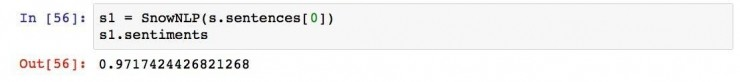 In [56]: s1 = SnowNLP(s.sentences[0])
s1.sentiments
Out[56]: 0.9717424426821268